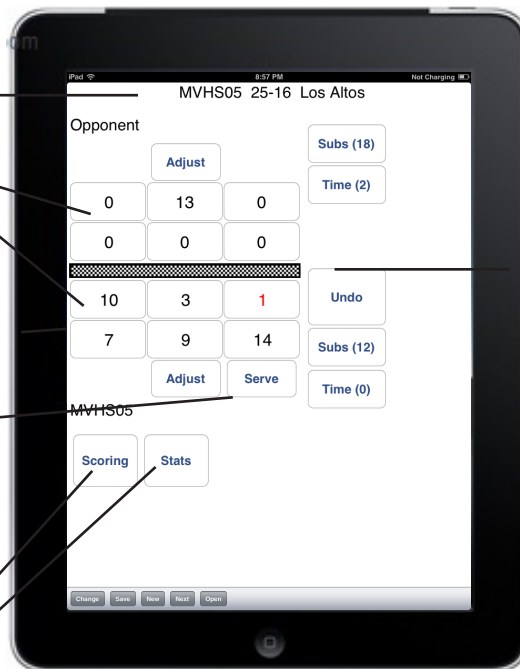 om
iPad 8:57 PM Not Charging
MVHS05 25-16 Los Altos
Opponent
Adjust
Subs (18)
Time (2)
0 13 0
0 0 0
10 3 1
7 9 14
Undo
Subs (12)
Time (0)
Adjust Serve
MVHS05
Scoring Stats
Change Save New Next Open